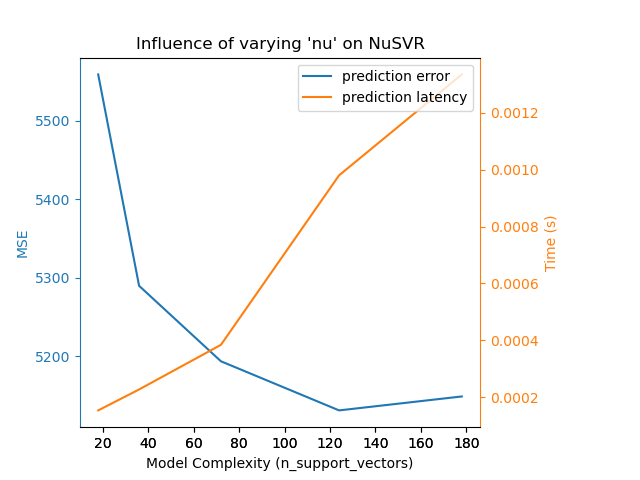 Influence of varying 'nu' on NuSVR
prediction error
prediction latency
5500
5400
5300
5200
MSE
0.0012
0.0010
0.0008
0.0006
0.0004
0.0002
Time (s)
20 40 60 80 100 120 140 160 180
Model Complexity (n_support_vectors)